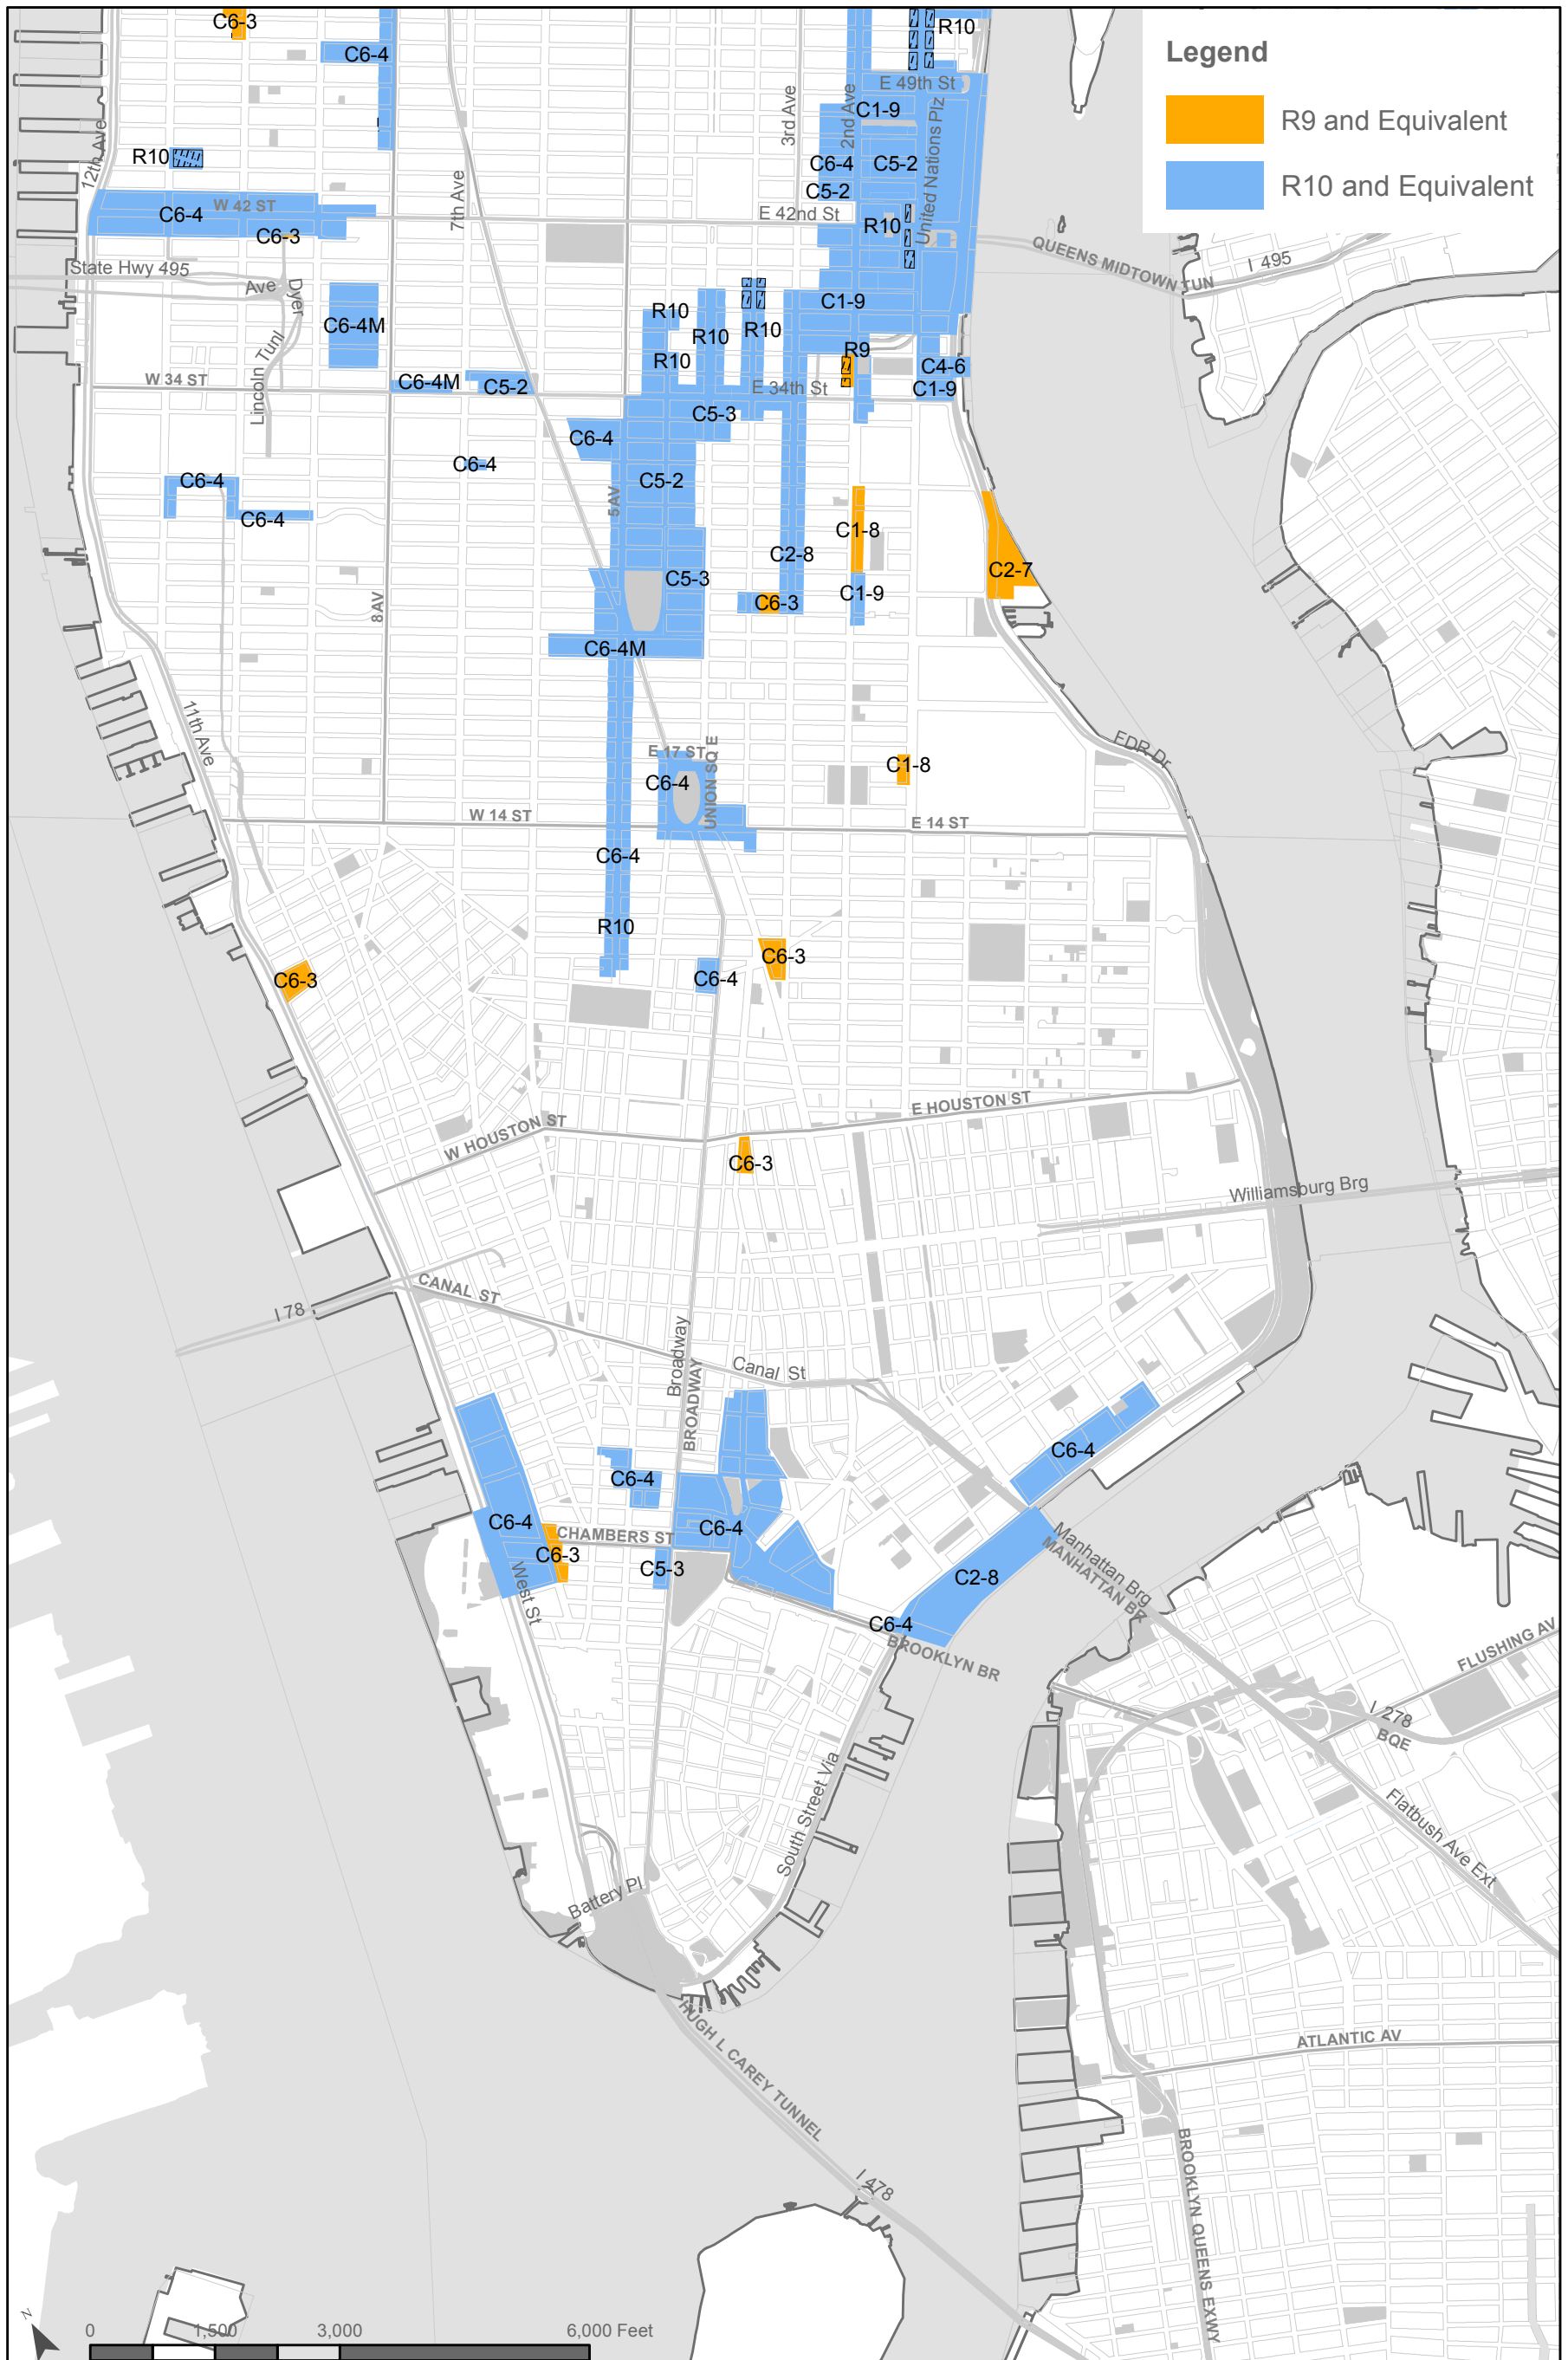 C6-3
C6-4
R10
Legend
R9 and Equivalent
R10 and Equivalent
E 49th St
C1-9
3rd Ave
2nd Ave
United Nations Plz
12th Ave
R10
C6-4
C5-2
C5-2
7th Ave
W 42 ST
C6-4
C6-3
E 42nd St
R10
QUEENS MIDTOWN TUN
I 495
State Hwy 495
Ave
Dyer
C6-4M
Lincoln Tunl
R10
R10
R10
R10
C1-9
R9
C4-6
C1-9
W 34 ST
C6-4M
C5-2
E 34th St
C5-3
C6-4
C6-4
C5-2
5 AV
C6-4
C6-4
C1-8
C2-8
C2-7
C5-3
C1-9
C6-3
8 AV
C6-4M
11th Ave
FDR Dr
E 17 ST
UNION SQ E
C6-4
C1-8
W 14 ST
E 14 ST
C6-4
R10
C6-3
C6-3
C6-4
E HOUSTON ST
W HOUSTON ST
C6-3
Williamsburg Brg
CANAL ST
I 78
Broadway
BROADWAY
Canal St
C6-4
C6-4
C6-4
C6-4
CHAMBERS ST
C6-3
C5-3
West St
C2-8
Manhattan Brg
MANHATTAN BR
C6-4
BROOKLYN BR
FLUSHING AV
I 278
BQE
South Street Via
Flatbush Ave Ext
Battery Pl
HUGH L CAREY TUNNEL
ATLANTIC AV
I 478
BROOKLYN QUEENS EXWY
N
0
1,500
3,000
6,000 Feet